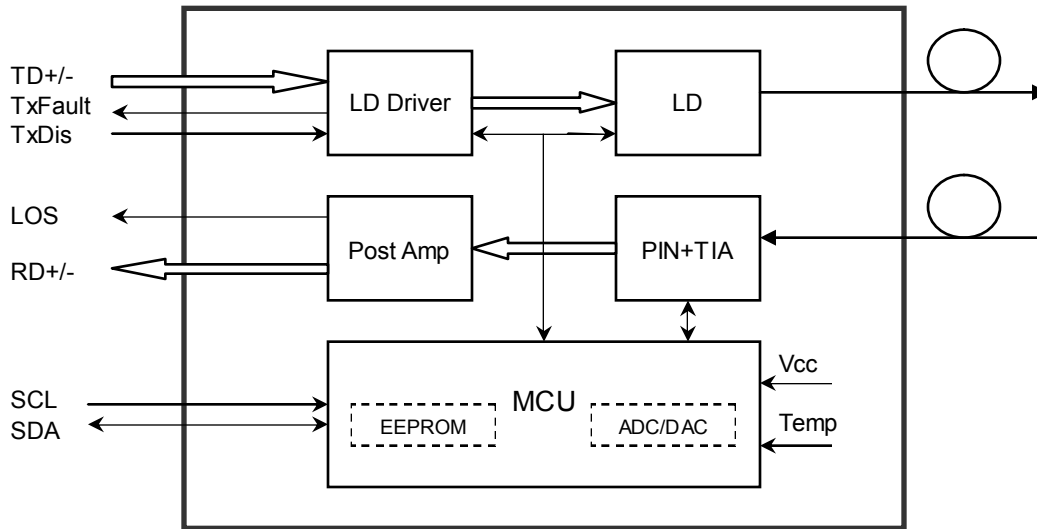 TD+/-
TxFault
TxDis
LD Driver
LD
LOS
RD+/-
Post Amp
PIN+TIA
SCL
SDA
MCU
EEPROM
ADC/DAC
Vcc
Temp